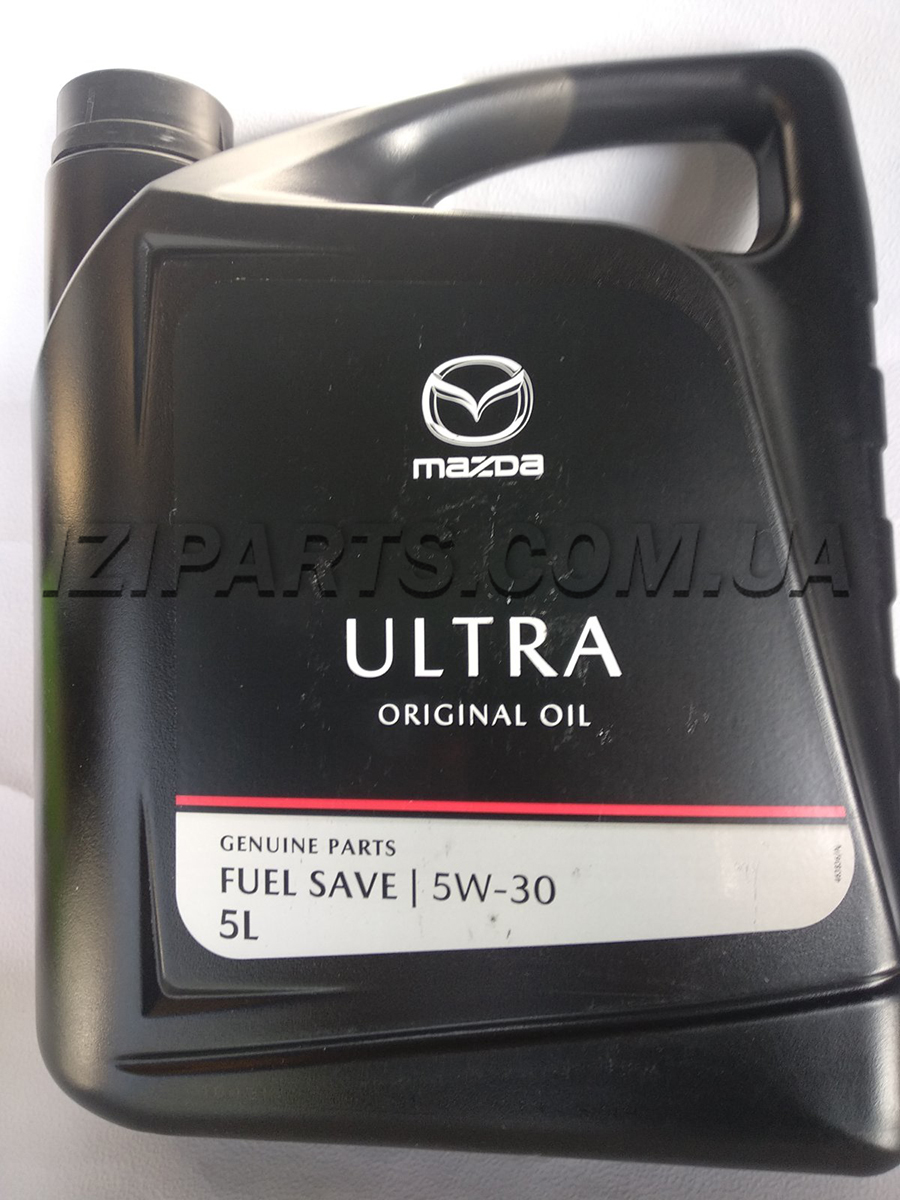 mazda
IZIPARTS.COM.UA
ULTRA
ORIGINAL OIL
GENUINE PARTS
FUEL SAVE | 5W-30
5L